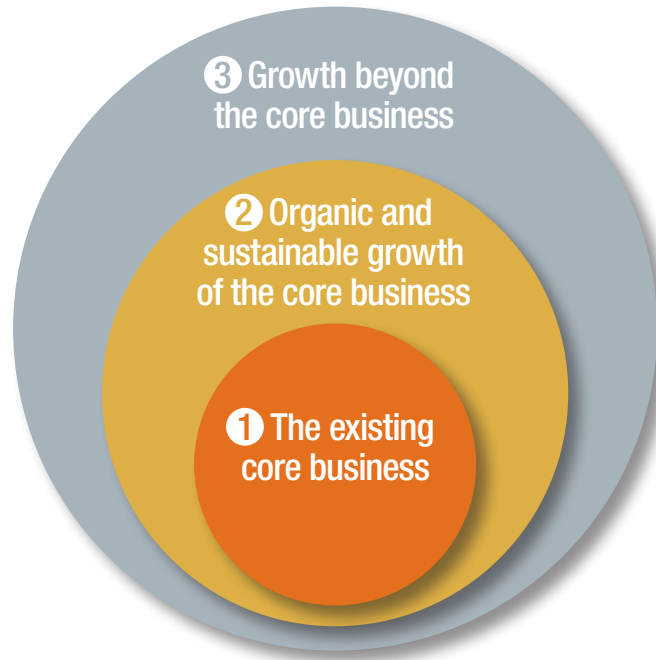 3 Growth beyond
the core business
2 Organic and
sustainable growth
of the core business
1 The existing
core business